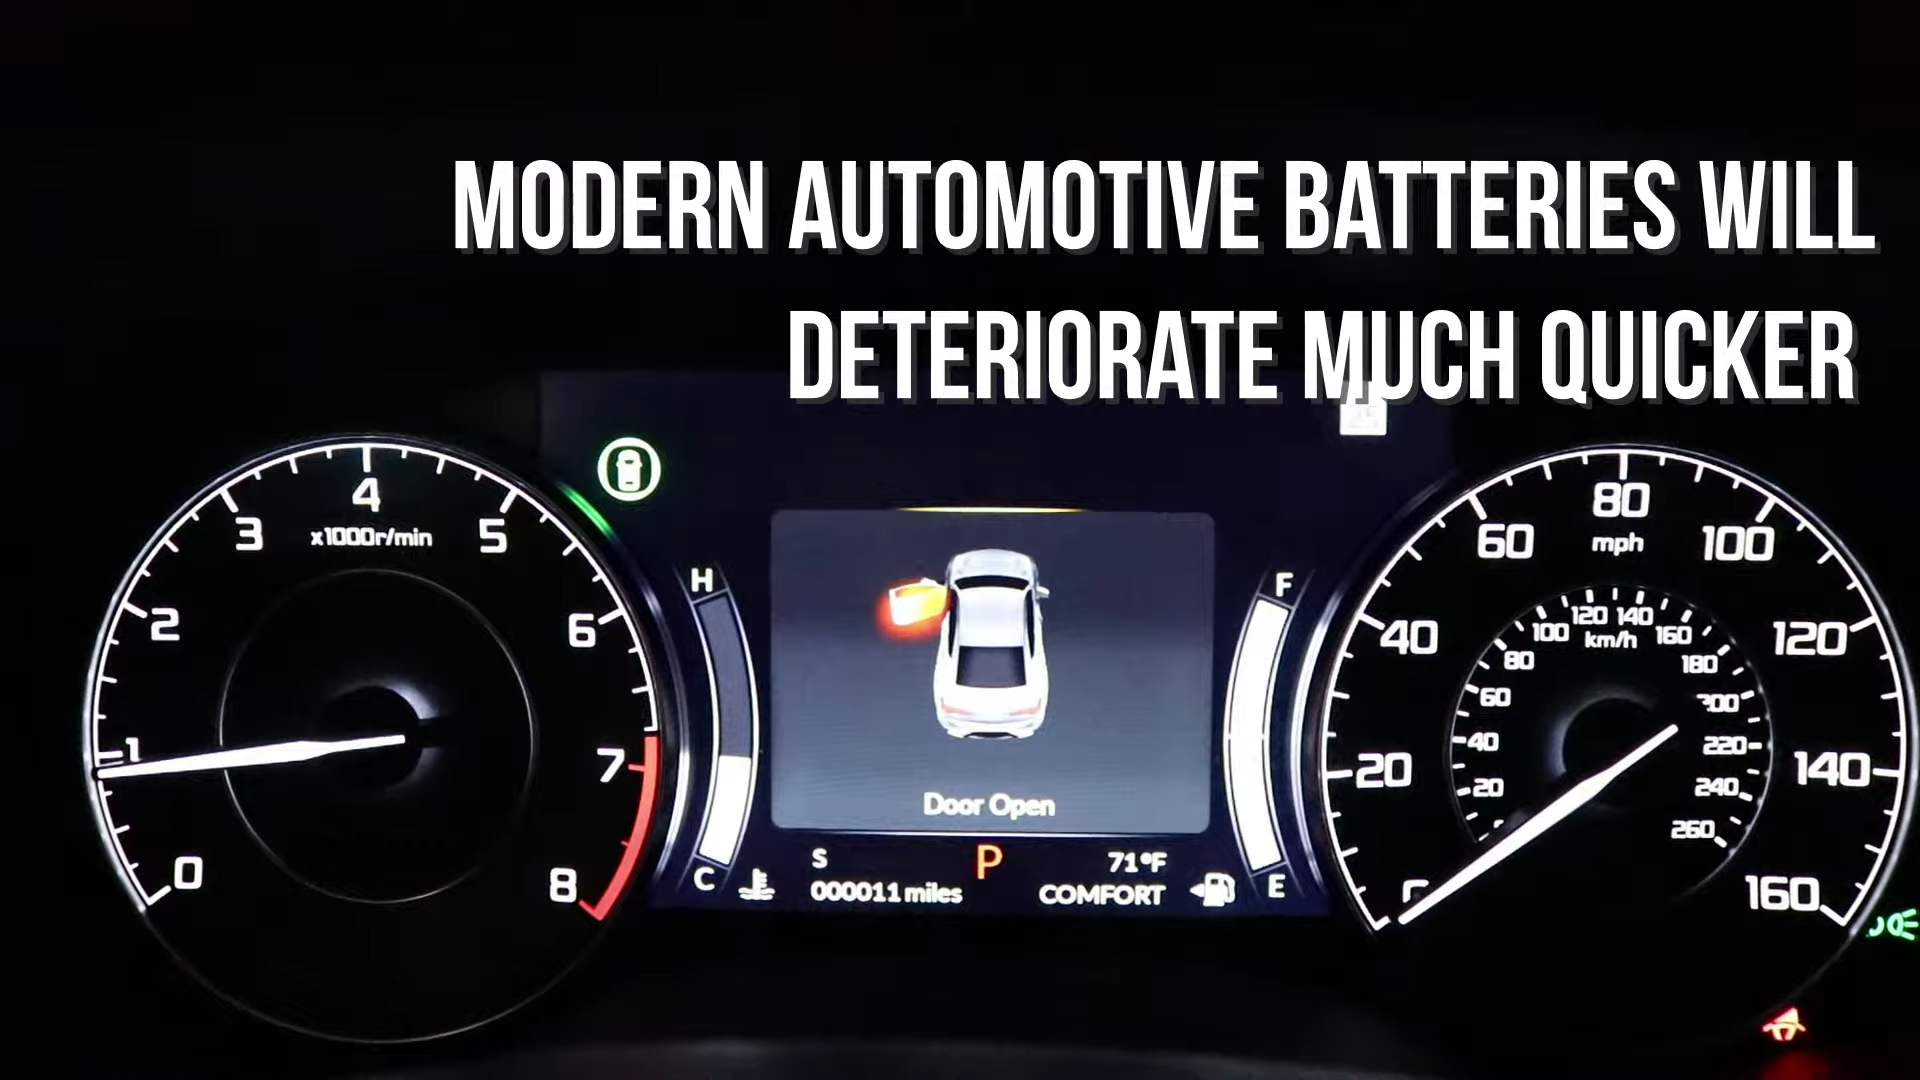 MODERN AUTOMOTIVE BATTERIES WILL
DETERIORATE MUCH QUICKER
0
1
2
3
4
5
6
7
8
x1000r/min
H
C
Door Open
S
000011 miles
P
71°F
COMFORT
F
E
20
40
60
80
100
120
140
160
mph
20
40
60
80
100
120
140
160
180
220
240
260
km/h